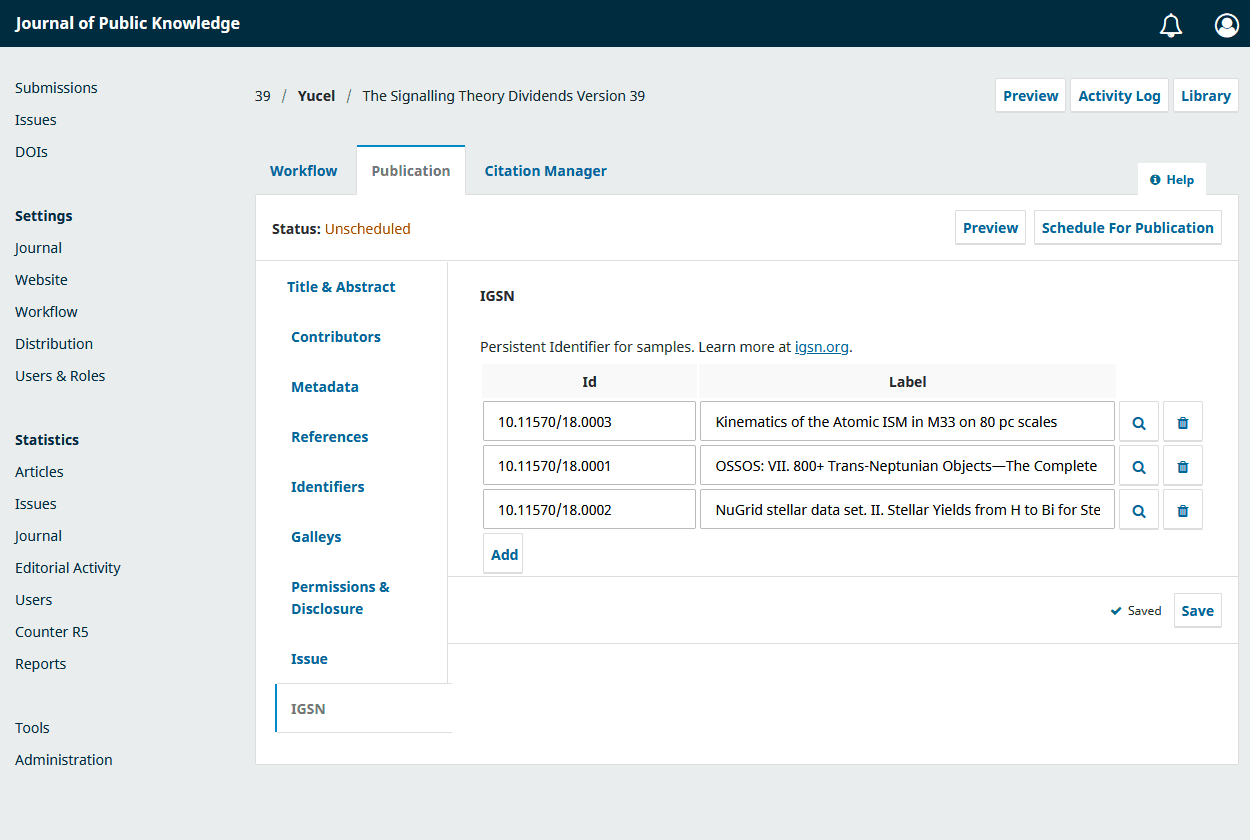 Journal of Public Knowledge
Submissions
Issues
DOIs
Settings
Journal
Website
Workflow
Distribution
Users & Roles
Statistics
Articles
Issues
Journal
Editorial Activity
Users
Counter R5
Reports
Tools
Administration
39 / Yucel / The Signalling Theory Dividends Version 39
Preview Activity Log Library
Workflow Publication Citation Manager
Help
Status: Unscheduled
Preview Schedule For Publication
Title & Abstract
Contributors
Metadata
References
Identifiers
Galleys
Permissions &
Disclosure
Issue
IGSN
IGSN
Persistent Identifier for samples. Learn more at igsn.org.
Id Label
10.11570/18.0003 Kinematics of the Atomic ISM in M33 on 80 pc scales
10.11570/18.0001 OSSOS: VII. 800+ Trans-Neptunian Objects—The Complete
10.11570/18.0002 NuGrid stellar data set. II. Stellar Yields from H to Bi for Ste
Add
Saved Save